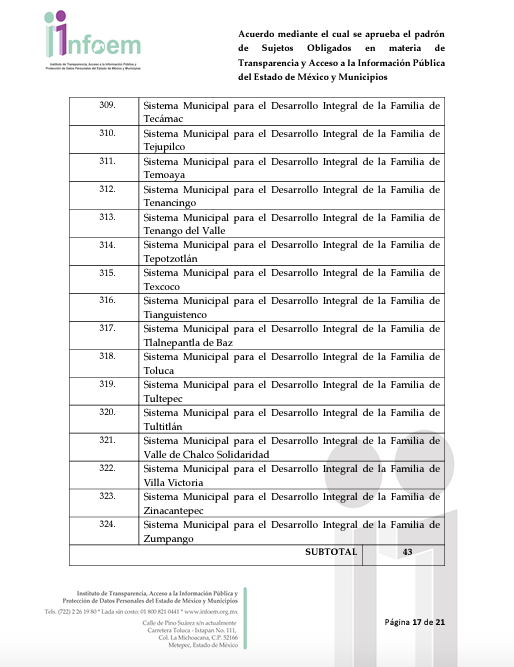 infoem
Instituto de Transparencia, Acceso a la Información Pública y
Protección de Datos Personales del Estado de México y Municipios
Acuerdo mediante el cual se aprueba el padrón
de Sujetos Obligados en materia de
Transparencia y Acceso a la Información Pública
del Estado de México y Municipios
309. Sistema Municipal para el Desarrollo Integral de la Familia de
Tecámac
310. Sistema Municipal para el Desarrollo Integral de la Familia de
Tejupilco
311. Sistema Municipal para el Desarrollo Integral de la Familia de
Temoaya
312. Sistema Municipal para el Desarrollo Integral de la Familia de
Tenancingo
313. Sistema Municipal para el Desarrollo Integral de la Familia de
Tenango del Valle
314. Sistema Municipal para el Desarrollo Integral de la Familia de
Tepotzotlán
315. Sistema Municipal para el Desarrollo Integral de la Familia de
Texcoco
316. Sistema Municipal para el Desarrollo Integral de la Familia de
Tianguistenco
317. Sistema Municipal para el Desarrollo Integral de la Familia de
Tlalnepantla de Baz
318. Sistema Municipal para el Desarrollo Integral de la Familia de
Toluca
319. Sistema Municipal para el Desarrollo Integral de la Familia de
Tultepec
320. Sistema Municipal para el Desarrollo Integral de la Familia de
Tultitlán
321. Sistema Municipal para el Desarrollo Integral de la Familia de
Valle de Chalco Solidaridad
322. Sistema Municipal para el Desarrollo Integral de la Familia de
Villa Victoria
323. Sistema Municipal para el Desarrollo Integral de la Familia de
Zinacantepec
324. Sistema Municipal para el Desarrollo Integral de la Familia de
Zumpango
SUBTOTAL 43
Instituto de Transparencia, Acceso a la Información Pública y
Protección de Datos Personales del Estado de México y Municipios
Tels. (722) 2 26 19 80 * Lada sin costo: 01 800 821 0441 * www.infoem.org.mx
Calle de Pino Suárez s/n actualmente
Carretera Toluca - Ixtapan No. 111,
Col. La Michoacana, C.P. 52166
Metepec, Estado de México
Página 17 de 21